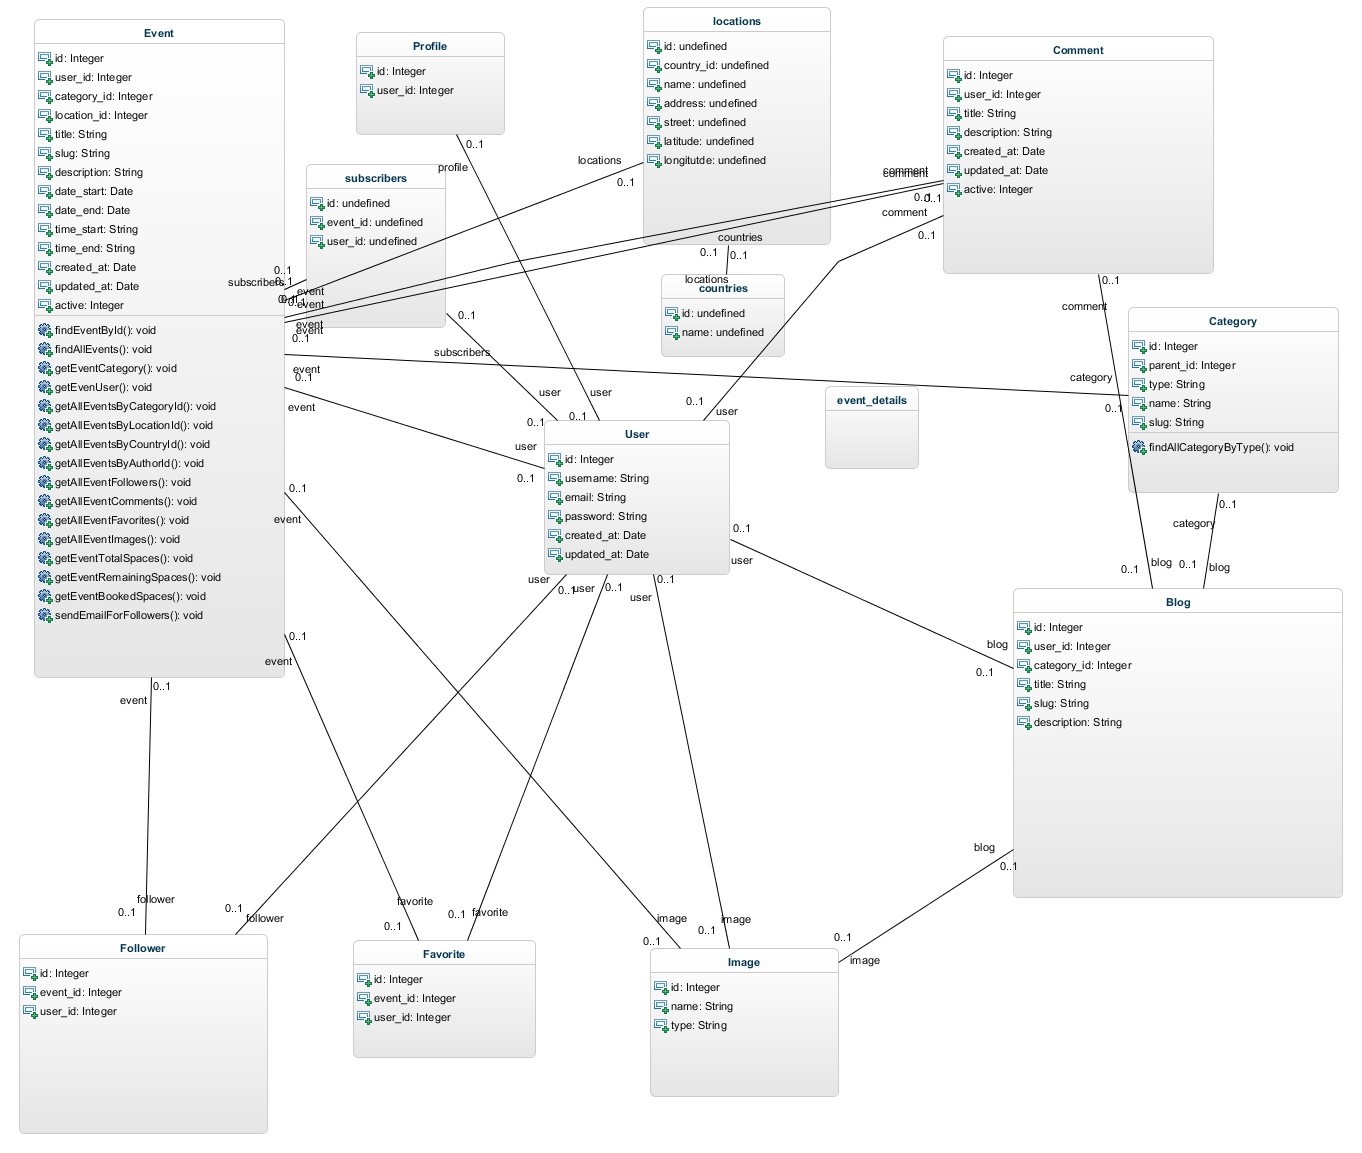 Event
id: Integer
user_id: Integer
category_id: Integer
location_id: Integer
title: String
slug: String
description: String
date_start: Date
date_end: Date
time_start: String
time_end: String
created_at: Date
updated_at: Date
active: Integer
findEventById(): void
findAllEvents(): void
getEventCategory(): void
getEvenUser(): void
getAllEventsByCategoryId(): void
getAllEventsByLocationId(): void
getAllEventsByCountryId(): void
getAllEventsByAuthorId(): void
getAllEventFollowers(): void
getAllEventComments(): void
getAllEventFavorites(): void
getAllEventImages(): void
getEventTotalSpaces(): void
getEventRemainingSpaces(): void
getEventBookedSpaces(): void
sendEmailForFollowers(): void
Profile
id: Integer
user_id: Integer
0..1
profile
subscribers
id: undefined
event_id: undefined
user_id: undefined
0..1
subscribers
0..1
locations
id: undefined
country_id: undefined
name: undefined
address: undefined
street: undefined
latitude: undefined
longitutde: undefined
locations
0..1
countries
0..1
0..1
locations
countries
id: undefined
name: undefined
Comment
id: Integer
user_id: Integer
title: String
description: String
created_at: Date
updated_at: Date
active: Integer
comment
comment
0..1
0..1
comment
0..1
0..1
comment
Category
id: Integer
parent_id: Integer
type: String
name: String
slug: String
findAllCategoryByType(): void
category
0..1
0..1
category
0..1
subscribers
0..1
0..1
0..1
event
event
event
event
0..1
event
0..1
event
event_details
user
user
0..1
0..1
0..1
user
user
0..1
User
id: Integer
username: String
email: String
password: String
created_at: Date
updated_at: Date
0..1
user
user
0..1
user
0..1
0..1
user
0..1
blog
0..1
blog
Blog
id: Integer
user_id: Integer
category_id: Integer
title: String
slug: String
description: String
blog
0..1
blog
0..1
0..1
event
0..1
event
0..1
event
follower
0..1
0..1
follower
Follower
id: Integer
event_id: Integer
user_id: Integer
favorite
0..1
0..1
favorite
Favorite
id: Integer
event_id: Integer
user_id: Integer
image
0..1
image
0..1
0..1
image
Image
id: Integer
name: String
type: String